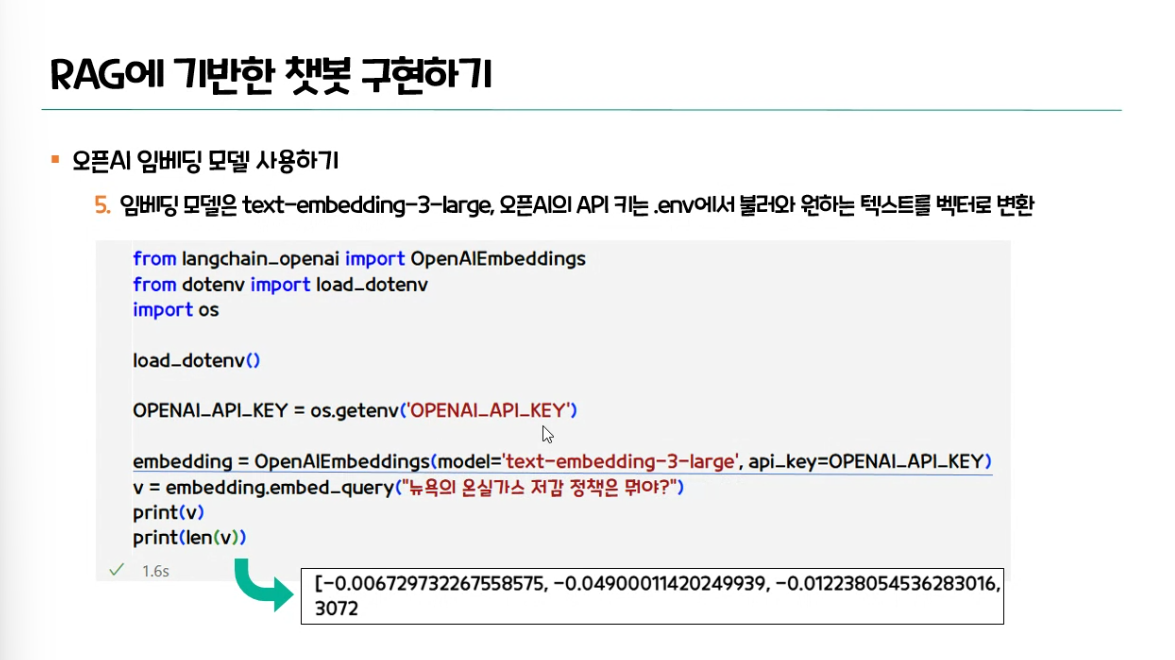 RAG에 기반한 챗봇 구현하기
오픈AI 임베딩 모델 사용하기
5. 임베딩 모델은 text-embedding-3-large, 오픈AI의 API 키는 .env에서 불러와 원하는 텍스트를 벡터로 변환
from langchain_openai import OpenAIEmbeddings
from dotenv import load_dotenv
import os
load_dotenv()
OPENAI_API_KEY = os.getenv('OPENAI_API_KEY')
embedding = OpenAIEmbeddings(model='text-embedding-3-large', api_key=OPENAI_API_KEY)
v = embedding.embed_query("뉴욕의 온실가스 저감 정책은 뭐야?")
print(v)
print(len(v))
1.6s
[-0.006729732267558575, -0.04900011420249939, -0.012238054536283016,
3072